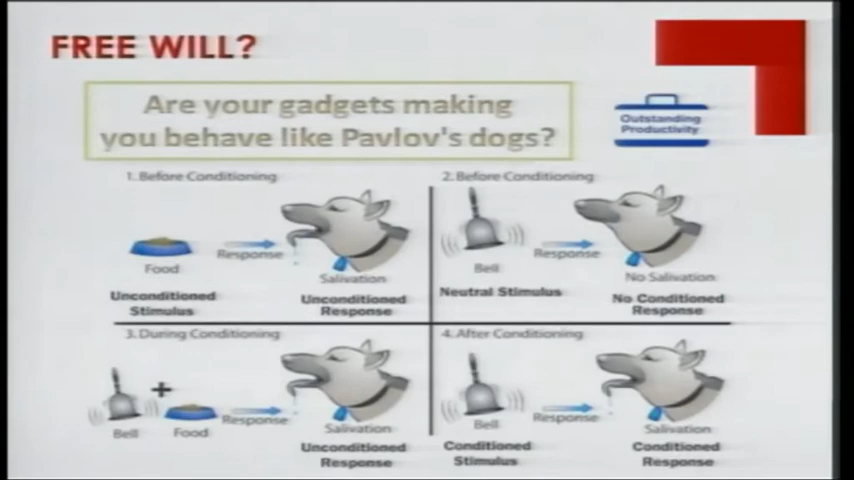 FREE WILL?
Are your gadgets making
you behave like Pavlov's dogs?
Outstanding
Productivity
1. Before Conditioning
Food
Response
Salivation
Unconditioned
Stimulus
Unconditioned
Response
2. Before Conditioning
Bell
Response
No Salivation
Neutral Stimulus
No Conditioned
Response
3. During Conditioning
+
Bell
Food
Response
Salivation
Unconditioned
Response
4. After Conditioning
Bell
Response
Salivation
Conditioned
Stimulus
Conditioned
Response